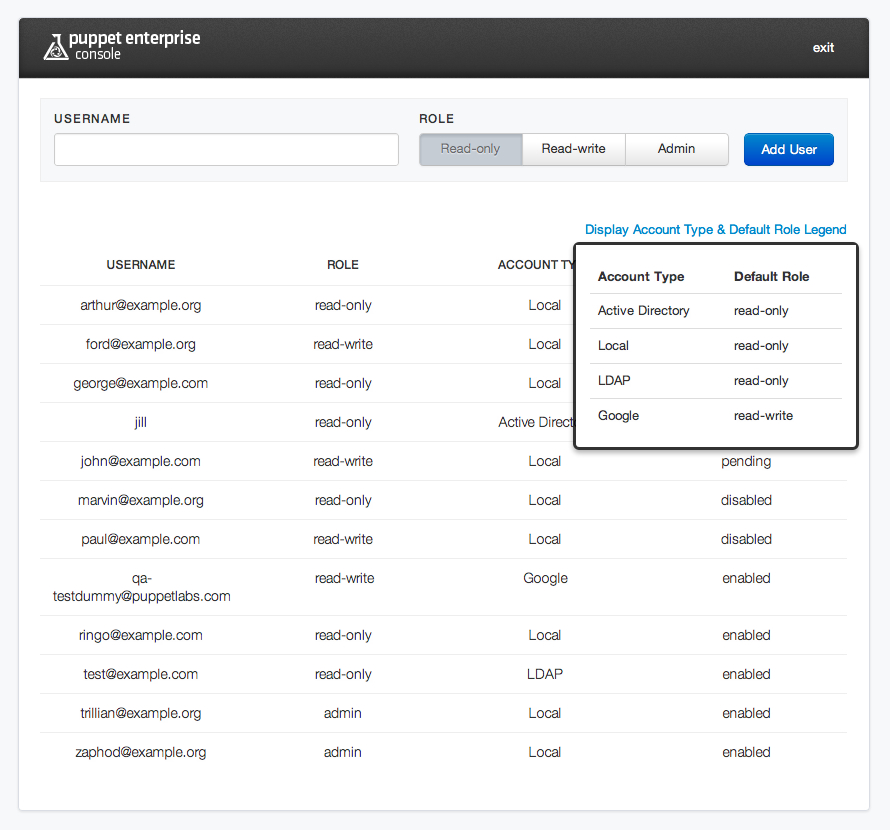 puppet enterprise
console
exit
USERNAME ROLE
Read-only Read-write Admin Add User
Display Account Type & Default Role Legend
USERNAME ROLE ACCOUNT TY
Account Type Default Role
Active Directory read-only
Local read-only
LDAP read-only
Google read-write
arthur@example.org read-only Local
ford@example.org read-write Local
george@example.com read-only Local
jill read-only Active Direct
john@example.com read-write Local pending
marvin@example.org read-only Local disabled
paul@example.com read-write Local disabled
qa- read-write Google enabled
testdummy@puppetlabs.com
ringo@example.com read-only Local enabled
test@example.com read-only LDAP enabled
trillian@example.org admin Local enabled
zaphod@example.org admin Local enabled